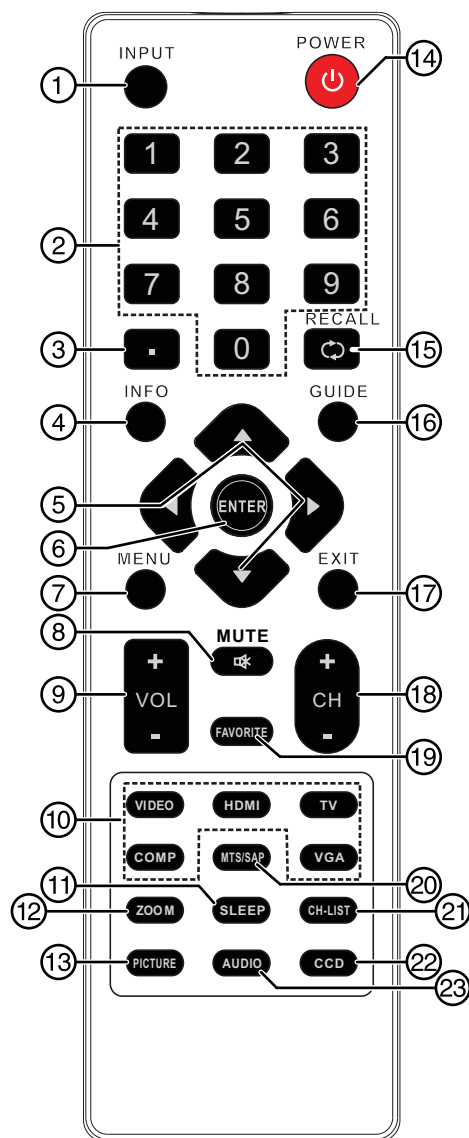 INPUT POWER
① ⑭
1 2 3
4 5 6
②
7 8 9
RECALL
③ . 0 ⑮
INFO GUIDE
④ ⑯
⑤
ENTER
⑥
MENU EXIT
⑦ ⑰
⑧ MUTE
+ +
⑨ VOL CH ⑱
- -
FAVORITE
⑲
VIDEO HDMI TV
⑩
COMP MTS/SAP VGA
⑪ ⑳
⑫ ZOOM SLEEP CH-LIST ㉑
⑬ PICTURE AUDIO CCD ㉒
㉓